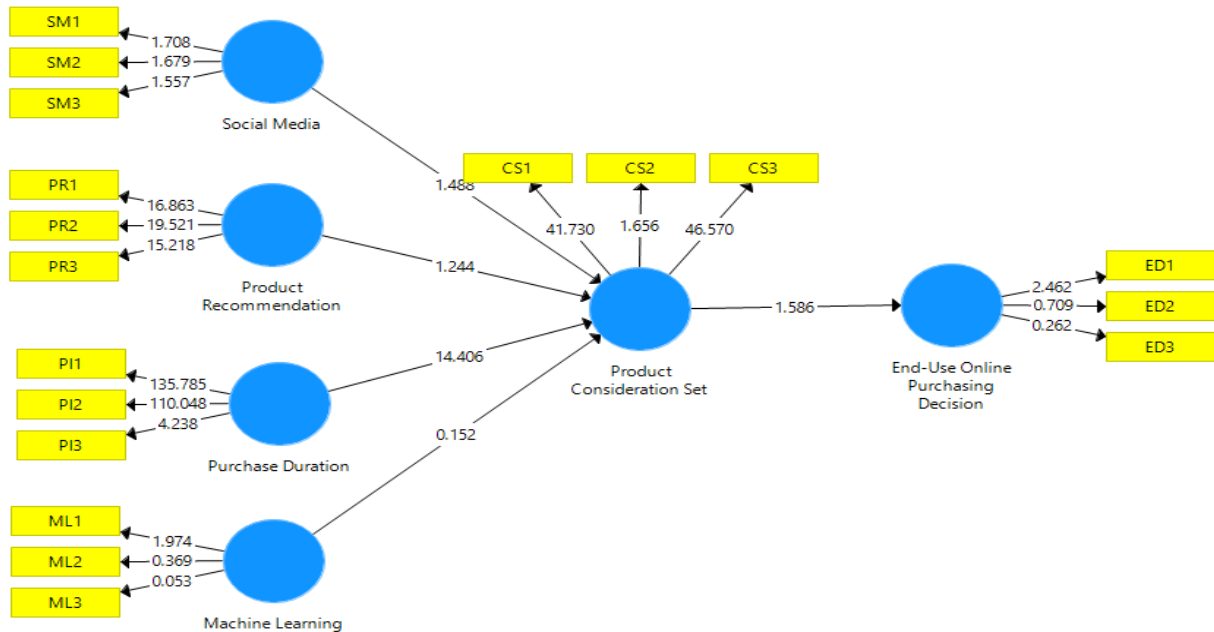 SM1
1.708
SM2
1.679
SM3
1.557
Social Media
1.488
PR1
16.863
PR2
19.521
PR3
15.218
Product
Recommendation
1.244
PI1
135.785
PI2
110.048
PI3
4.238
Purchase Duration
14.406
ML1
1.974
ML2
0.369
ML3
0.053
Machine Learning
0.152
CS1
CS2
CS3
41.730
1.656
46.570
Product
Consideration Set
1.586
ED1
2.462
ED2
0.709
ED3
0.262
End-Use Online
Purchasing
Decision